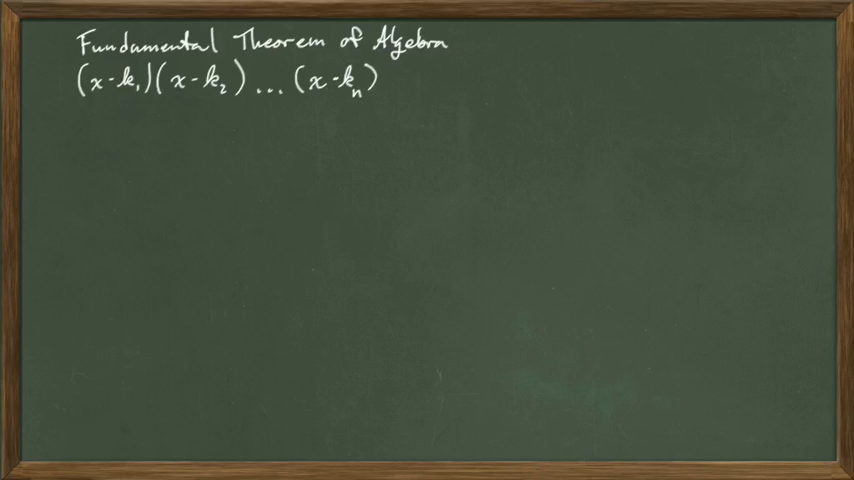 Fundamental Theorem of Algebra
(x-k₁)(x-k₂)...(x-kₙ)